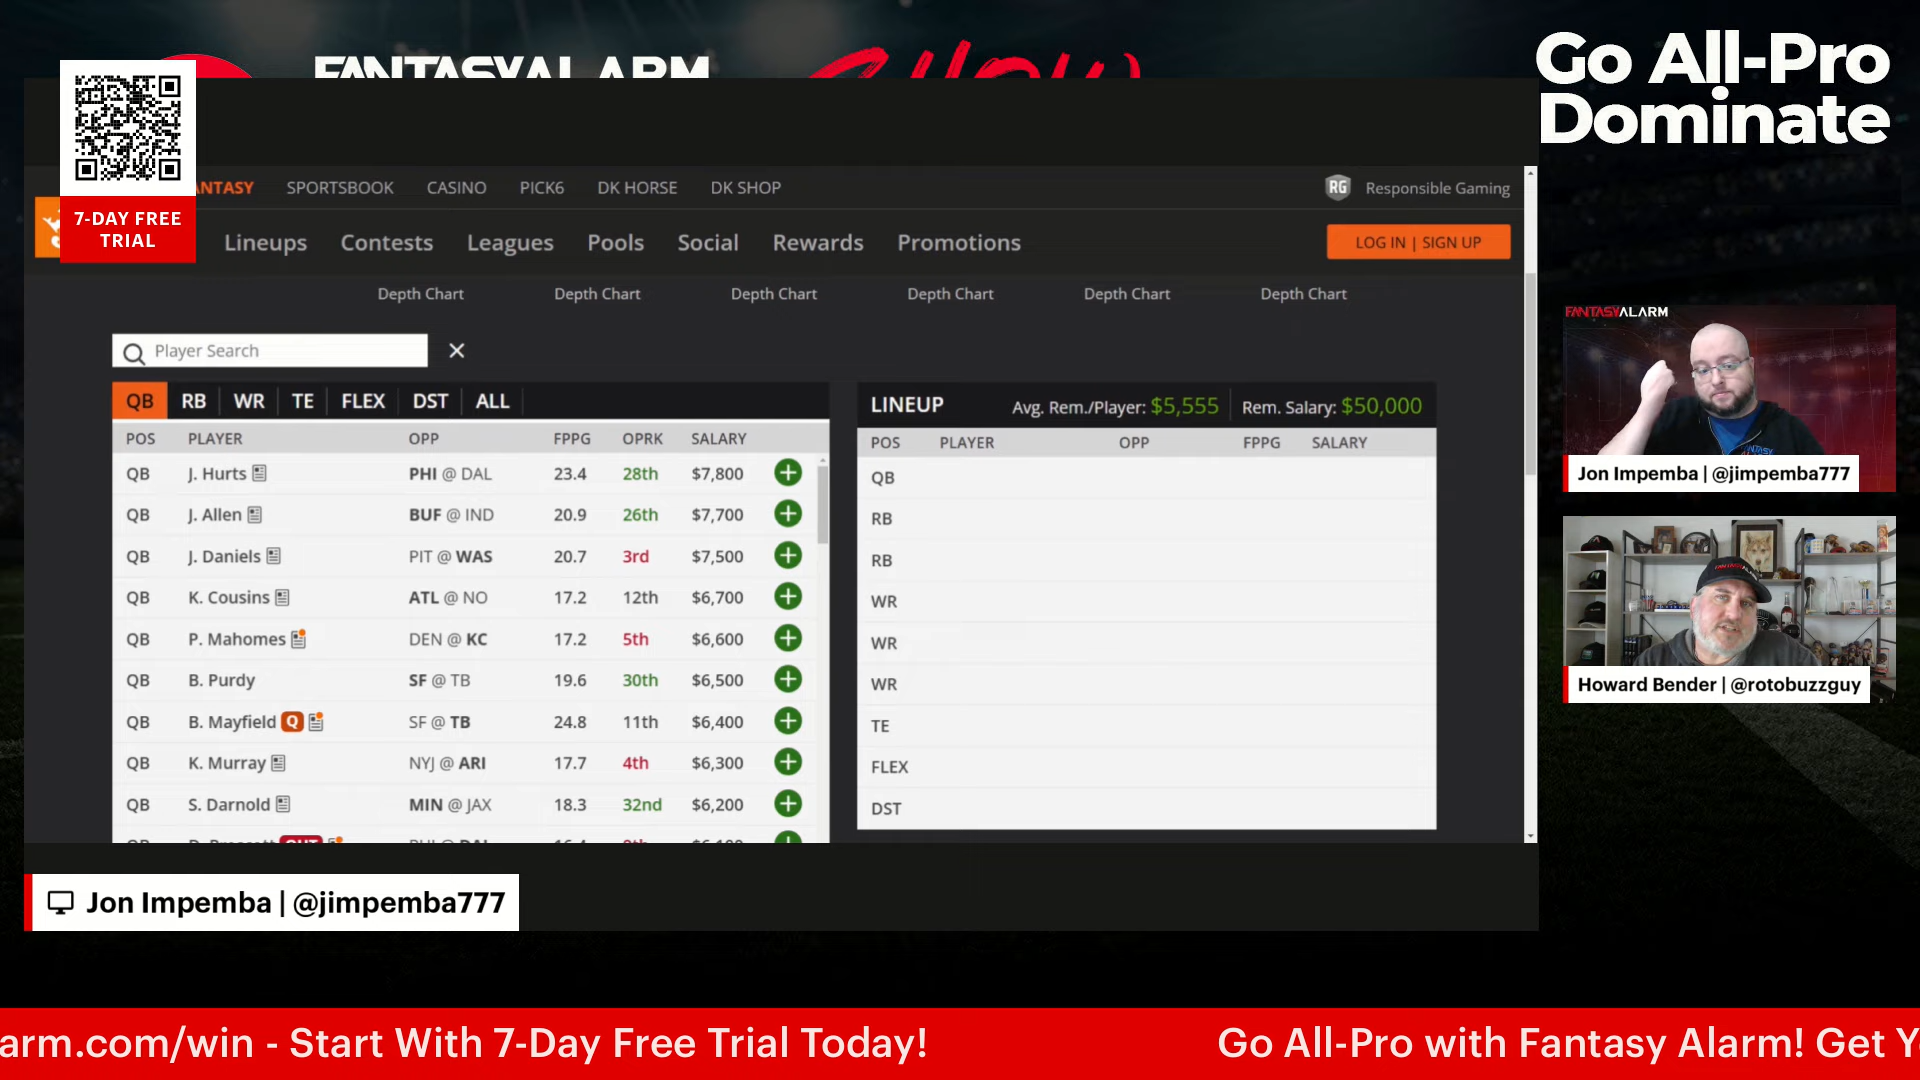 FANTASYALARM SHOW
Go All-Pro
Dominate
7-DAY FREE
TRIAL
ANTASY SPORTSBOOK CASINO PICK6 DK HORSE DK SHOP RG Responsible Gaming
Lineups Contests Leagues Pools Social Rewards Promotions LOG IN | SIGN UP
Depth Chart Depth Chart Depth Chart Depth Chart Depth Chart Depth Chart
Player Search
QB RB WR TE FLEX DST ALL
POS PLAYER OPP FPPG OPRK SALARY
QB J. Hurts PHI @ DAL 23.4 28th $7,800
QB J. Allen BUF @ IND 20.9 26th $7,700
QB J. Daniels PIT @ WAS 20.7 3rd $7,500
QB K. Cousins ATL @ NO 17.2 12th $6,700
QB P. Mahomes DEN @ KC 17.2 5th $6,600
QB B. Purdy SF @ TB 19.6 30th $6,500
QB B. Mayfield Q SF @ TB 24.8 11th $6,400
QB K. Murray NYJ @ ARI 17.7 4th $6,300
QB S. Darnold MIN @ JAX 18.3 32nd $6,200
LINEUP Avg. Rem./Player: $5,555 Rem. Salary: $50,000
POS PLAYER OPP FPPG SALARY
QB
RB
RB
WR
WR
WR
TE
FLEX
DST
FANTASYALARM
Jon Impemba | @jimpemba777
Howard Bender | @rotobuzzguy
Jon Impemba | @jimpemba777
arm.com/win - Start With 7-Day Free Trial Today! Go All-Pro with Fantasy Alarm! Get Y